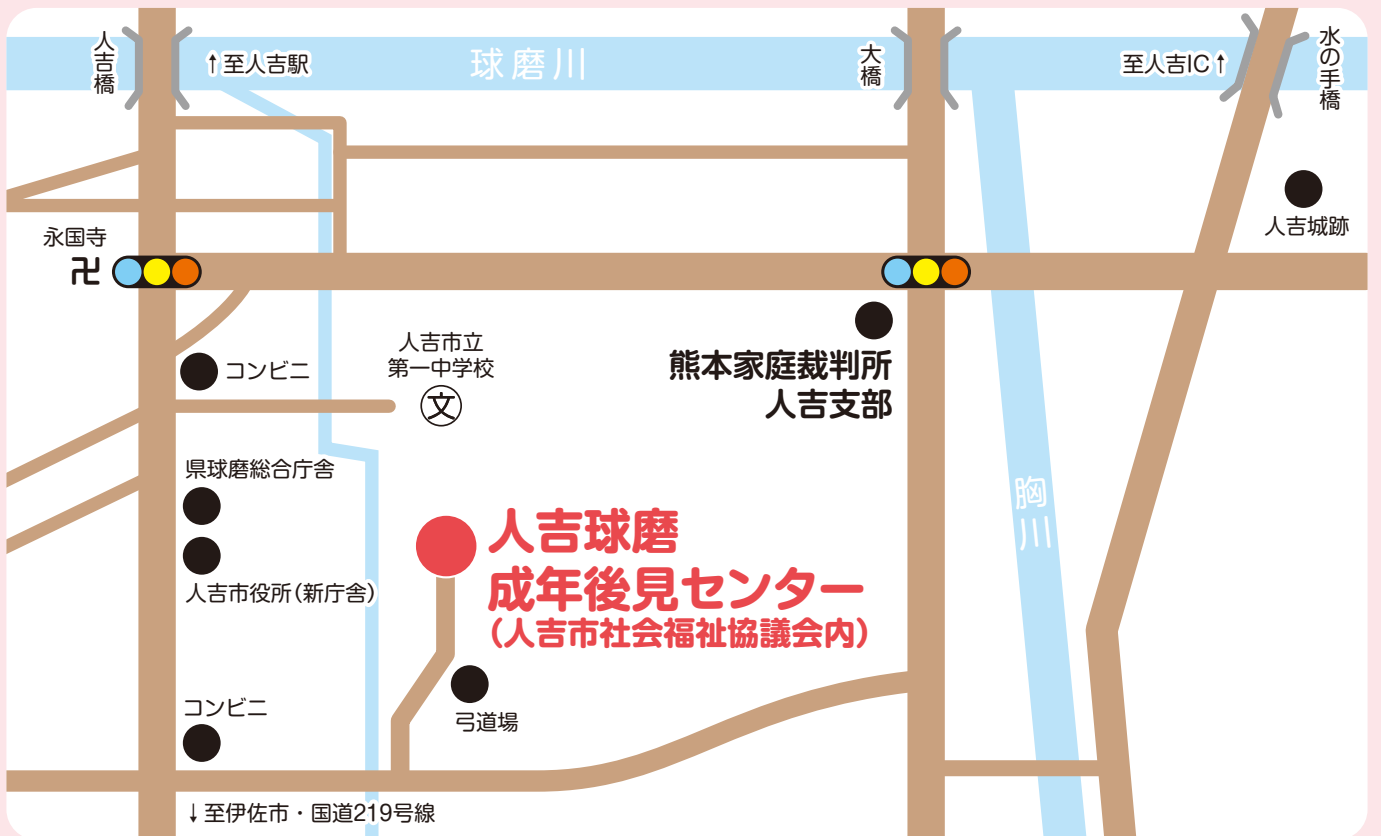 人吉橋
↑至人吉駅
球磨川
大橋
至人吉IC↑
水の手橋
人吉城跡
永国寺
卍
コンビニ
人吉市立
第一中学校
文
熊本家庭裁判所
人吉支部
県球磨総合庁舎
人吉市役所(新庁舎)
人吉球磨
成年後見センター
(人吉市社会福祉協議会内)
胸川
コンビニ
弓道場
↓至伊佐市・国道219号線